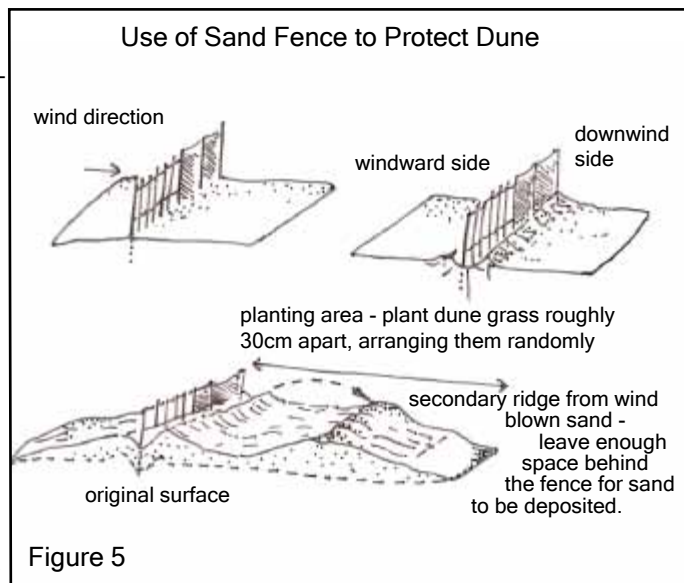 Use of Sand Fence to Protect Dune
wind direction
downwind
side
windward side
planting area - plant dune grass roughly
30cm apart, arranging them randomly
secondary ridge from wind
blown sand -
leave enough
space behind
the fence for sand
to be deposited.
original surface
Figure 5